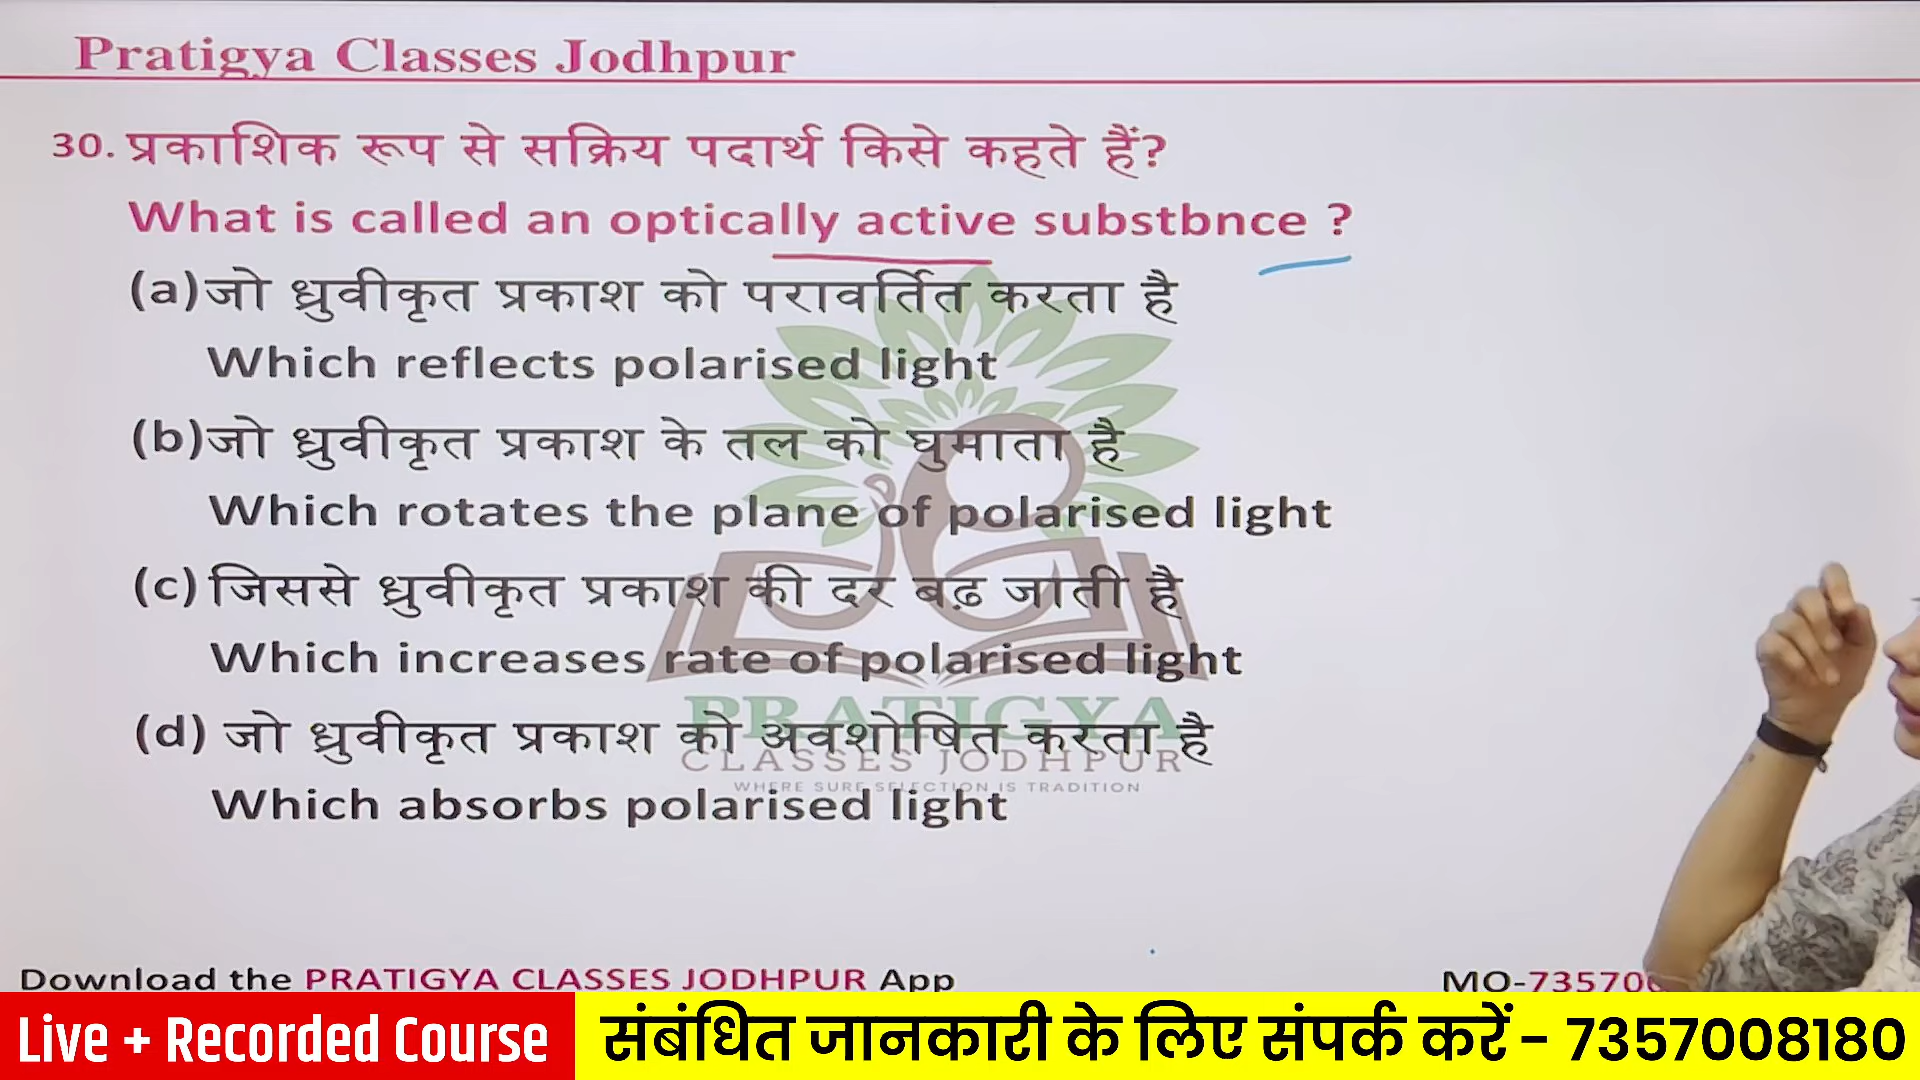 Pratigya Classes Jodhpur
30. प्रकाशिक रूप से सक्रिय पदार्थ किसे कहते हैं?
What is called an optically active substbnce ?
(a) जो ध्रुवीकृत प्रकाश को परावर्तित करता है
Which reflects polarised light
(b) जो ध्रुवीकृत प्रकाश के तल को घुमाता है
Which rotates the plane of polarised light
(c) जिससे ध्रुवीकृत प्रकाश की दर बढ़ जाती है
Which increases rate of polarised light
(d) जो ध्रुवीकृत प्रकाश को अवशोषित करता है
Which absorbs polarised light
PRATIGYA
CLASSES JODHPUR
WHERE SURE SELECTION IS TRADITION
Download the PRATIGYA CLASSES JODHPUR App
MO-73570
Live + Recorded Course
संबंधित जानकारी के लिए संपर्क करें – 7357008180